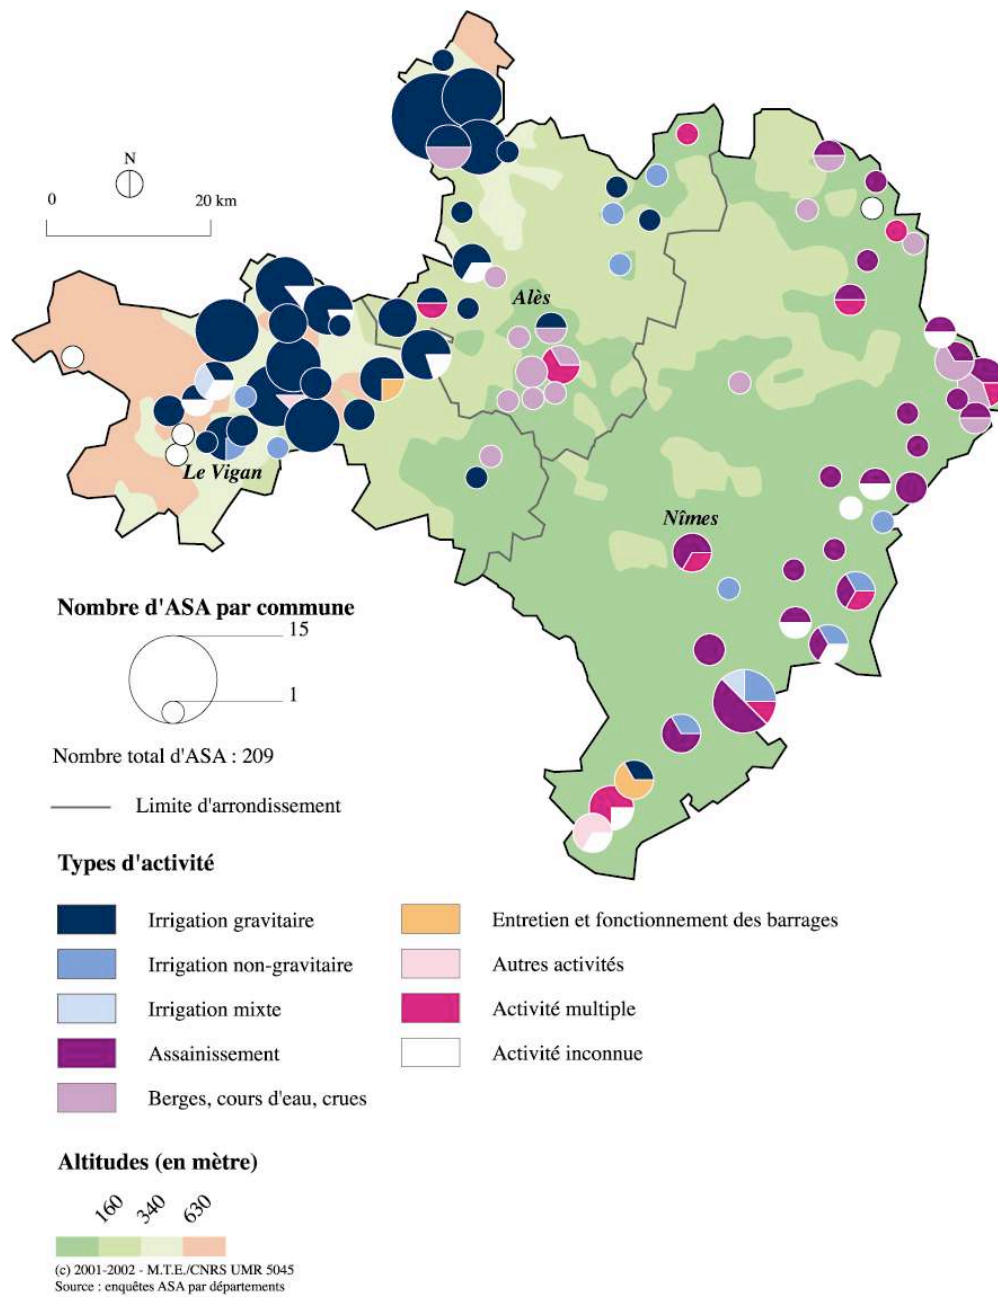 N
0 20 km
Alès
Le Vigan
Nîmes
Nombre d'ASA par commune
15
1
Nombre total d'ASA : 209
Limite d'arrondissement
Types d'activité
Irrigation gravitaire
Irrigation non-gravitaire
Irrigation mixte
Assainissement
Berges, cours d'eau, crues
Entretien et fonctionnement des barrages
Autres activités
Activité multiple
Activité inconnue
Altitudes (en mètre)
160 340 630
(c) 2001-2002 - M.T.E./CNRS UMR 5045
Source : enquêtes ASA par départements